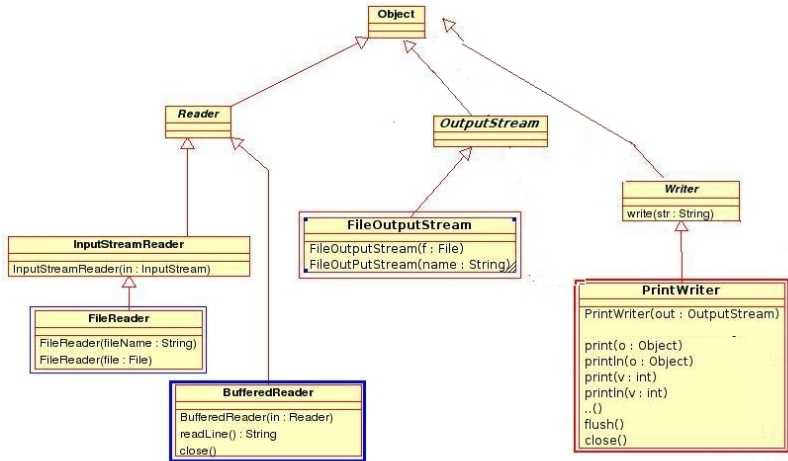 Object
Reader
OutputStream
Writer
write(str : String)
InputStreamReader
InputStreamReader(in : InputStream)
FileOutputStream
FileOutputStream(f : File)
FileOutPutStream(name : String)
FileReader
FileReader(fileName : String)
FileReader(file : File)
PrintWriter
PrintWriter(out : OutputStream)
print(o : Object)
println(o : Object)
print(v : int)
println(v : int)
..()
flush()
close()
BufferedReader
BufferedReader(in : Reader)
readLine() : String
close()